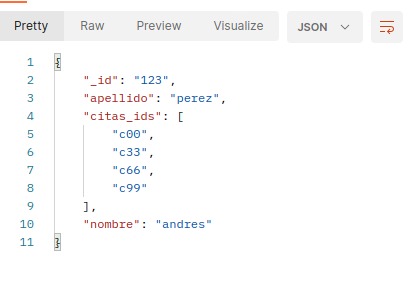 Pretty Raw Preview Visualize JSON
1 {
2 "_id": "123",
3 "apellido": "perez",
4 "citas_ids": [
5 "c00",
6 "c33",
7 "c66",
8 "c99"
9 ],
10 "nombre": "andres"
11 }